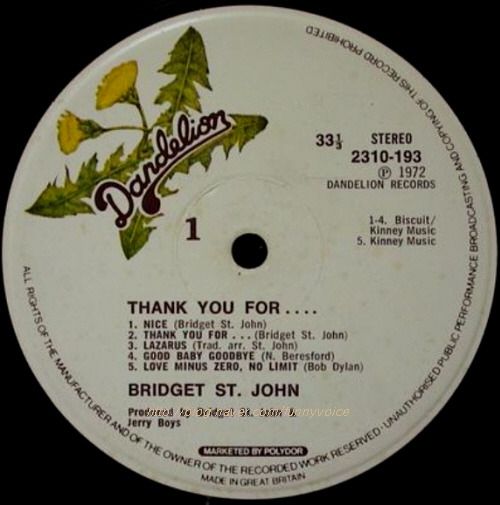 Dandelion
33⅓ STEREO
2310-193
Ⓟ 1972
DANDELION RECORDS
1
1-4. Biscuit/
Kinney Music
5. Kinney Music
THANK YOU FOR ....
1. NICE (Bridget St. John)
2. THANK YOU FOR ... (Bridget St. John)
3. LAZARUS (Trad. arr. St. John)
4. GOOD BABY GOODBYE (N. Beresford)
5. LOVE MINUS ZERO, NO LIMIT (Bob Dylan)
BRIDGET ST. JOHN
Produced by Bridget St. John &
Jerry Boys
MARKETED BY POLYDOR
ALL RIGHTS OF THE MANUFACTURER AND OF THE OWNER OF THE RECORDED WORK RESERVED · UNAUTHORISED PUBLIC PERFORMANCE BROADCASTING AND COPYING OF THIS RECORD PROHIBITED
MADE IN GREAT BRITAIN